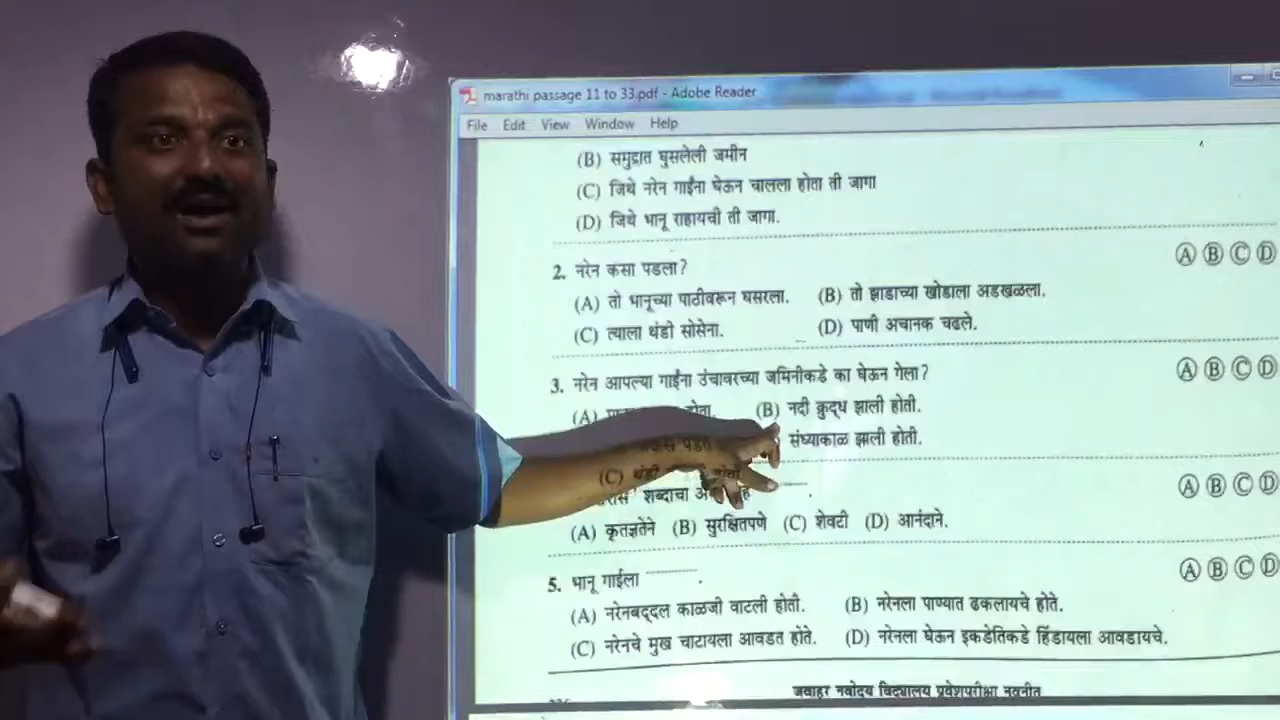 marathi passage 11 to 33.pdf - Adobe Reader
File Edit View Window Help
(B) समुद्रात घुसलेली जमीन
(C) जिथे नरेन गाईंना घेऊन चालला होता ती जागा
(D) जिथे भानू राहायची ती जागा.
Ⓐ Ⓑ Ⓒ Ⓓ
2. नरेन कसा पडला?
(A) तो भानूच्या पाठीवरून घसरला. (B) तो झाडाच्या खोडाला अडखळला.
(C) त्याला थंडी सोसेना. (D) पाणी अचानक चढले.
Ⓐ Ⓑ Ⓒ Ⓓ
3. नरेन आपल्या गाईंना उंचावरच्या जमिनीकडे का घेऊन गेला?
(A) होता. (B) नदी क्रुद्ध झाली होती.
(C) थंडी संध्याकाळ झाली होती.
Ⓐ Ⓑ Ⓒ Ⓓ
शब्दाचा
(A) कृतज्ञतेने (B) सुरक्षितपणे (C) शेवटी (D) आनंदाने.
Ⓐ Ⓑ Ⓒ Ⓓ
5. भानू गाईला ———.
(A) नरेनबद्दल काळजी वाटली होती. (B) नरेनला पाण्यात ढकलायचे होते.
(C) नरेनचे मुख चाटायला आवडत होते. (D) नरेनला घेऊन इकडेतिकडे हिंडायला आवडायचे.
जवाहर नवोदय विद्यालय प्रवेशपरीक्षा नवनीत